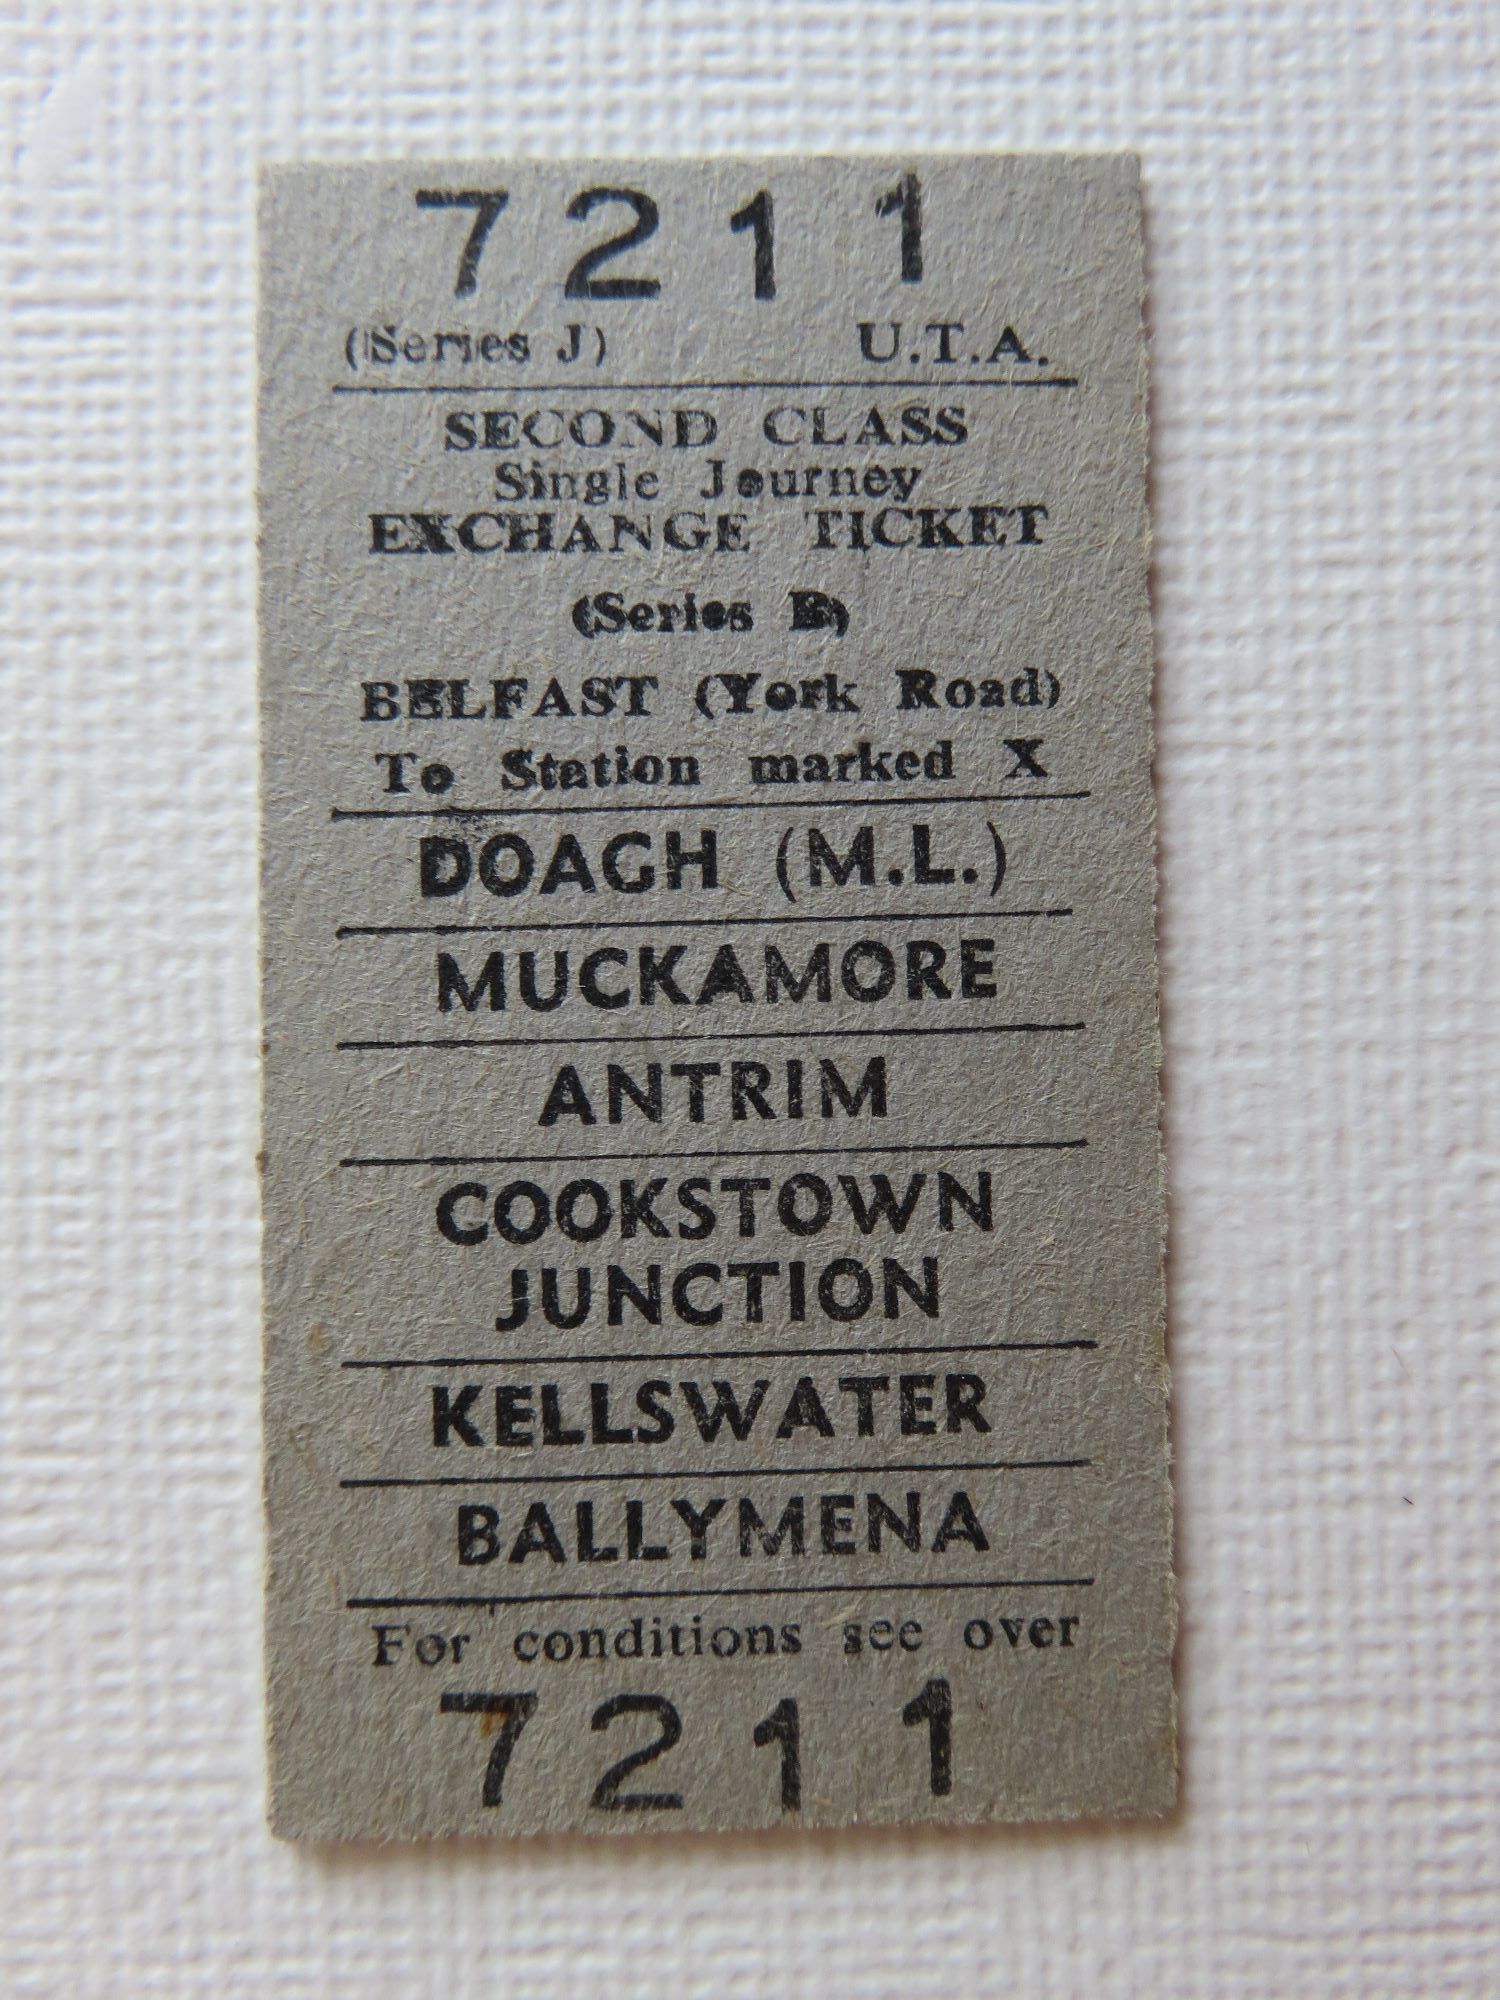 7211
(Series J) U.T.A.
SECOND CLASS
Single Journey
EXCHANGE TICKET
(Series B)
BELFAST (York Road)
To Station marked X
DOAGH (M.L.)
MUCKAMORE
ANTRIM
COOKSTOWN
JUNCTION
KELLSWATER
BALLYMENA
For conditions see over
7211